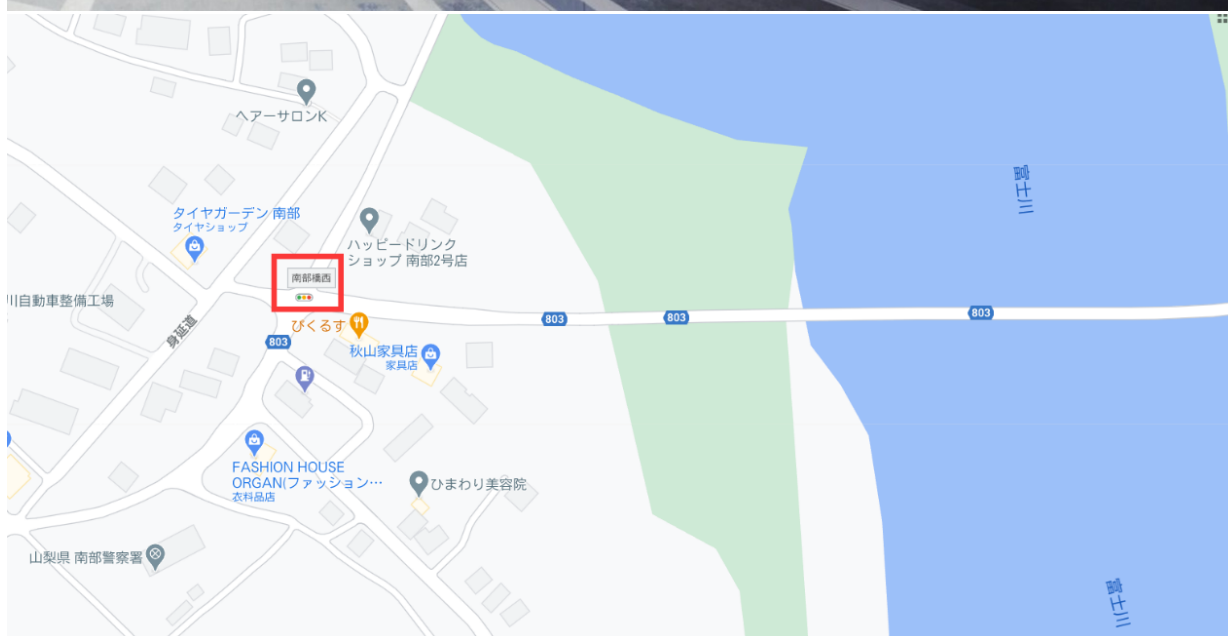 ヘアーサロンK
富士川
タイヤガーデン 南部
タイヤショップ
ハッピードリンク
ショップ 南部2号店
南部橋西
川自動車整備工場
身延道
803
803
803
803
びくるす
秋山家具店
家具店
FASHION HOUSE
ORGAN(ファッション…
衣料品店
ひまわり美容院
山梨県 南部警察署
富士川